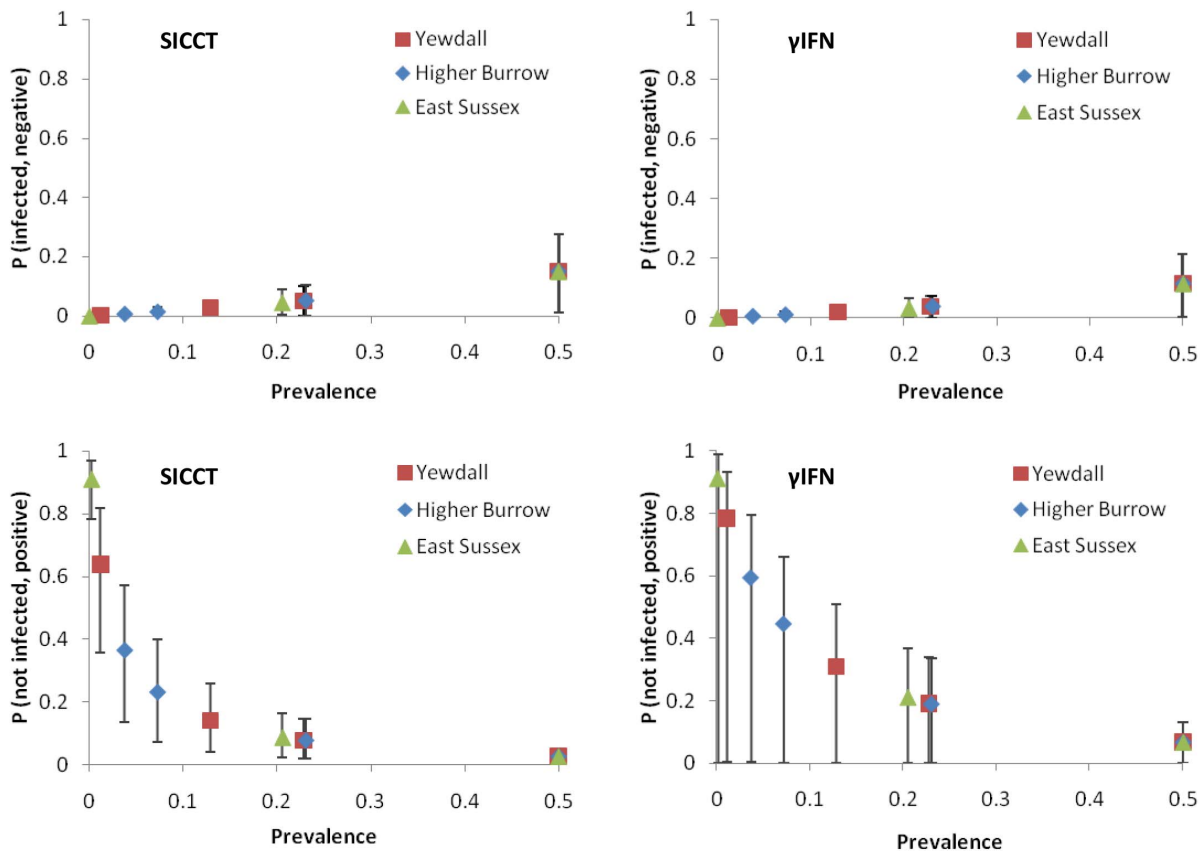 SICCT
P (infected, negative)
1
0.8
0.6
0.4
0.2
0
0 0.1 0.2 0.3 0.4 0.5
Prevalence
Yewdall
Higher Burrow
East Sussex
γIFN
P (infected, negative)
1
0.8
0.6
0.4
0.2
0
0 0.1 0.2 0.3 0.4 0.5
Prevalence
Yewdall
Higher Burrow
East Sussex
SICCT
P (not infected, positive)
1
0.8
0.6
0.4
0.2
0
0 0.1 0.2 0.3 0.4 0.5
Prevalence
Yewdall
Higher Burrow
East Sussex
γIFN
P (not infected, positive)
1
0.8
0.6
0.4
0.2
0
0 0.1 0.2 0.3 0.4 0.5
Prevalence
Yewdall
Higher Burrow
East Sussex